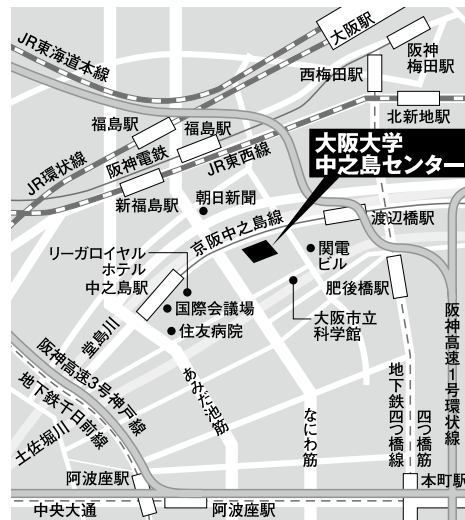 大阪駅
JR東海道本線
阪神
梅田駅
西梅田駅
北新地駅
福島駅
福島駅
阪神電鉄
JR環状線
JR東西線
大阪大学
中之島センター
新福島駅
朝日新聞
京阪中之島線
渡辺橋駅
リーガロイヤル
ホテル
中之島駅
関電
ビル
肥後橋駅
国際会議場
住友病院
大阪市立
科学館
堂島川
阪神高速3号神戸線
地下鉄千日前線
土佐堀川
あみだ池筋
なにわ筋
地下鉄四つ橋線
四つ橋筋
阪神高速1号環状線
阿波座駅
本町駅
中央大通
阿波座駅